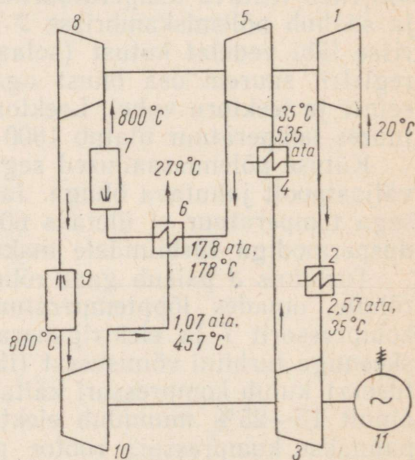 8
5
1
800°C
7
35°C
5,35
ata
4
20°C
279°C
6
17,8 ata,
178°C
9
2
2,57 ata,
35°C
800°C
1,07 ata.
457°C
10
3
11